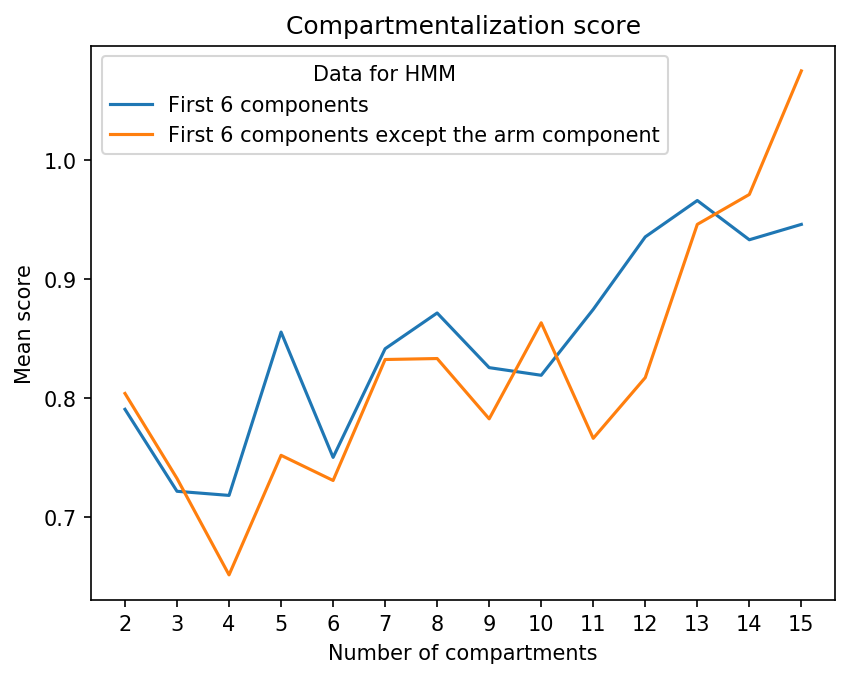 Compartmentalization score
Data for HMM
First 6 components
First 6 components except the arm component
Mean score
1.0
0.9
0.8
0.7
2 3 4 5 6 7 8 9 10 11 12 13 14 15
Number of compartments